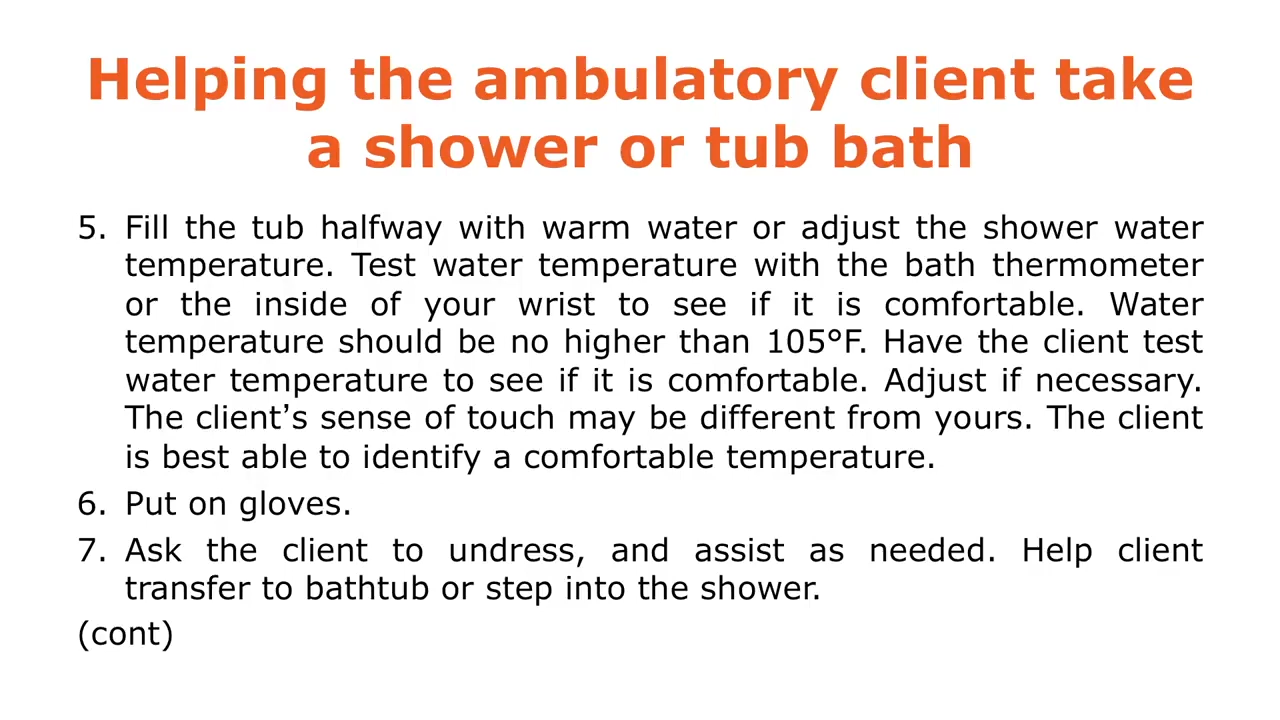 Helping the ambulatory client take
a shower or tub bath
5. Fill the tub halfway with warm water or adjust the shower water
temperature. Test water temperature with the bath thermometer
or the inside of your wrist to see if it is comfortable. Water
temperature should be no higher than 105°F. Have the client test
water temperature to see if it is comfortable. Adjust if necessary.
The client’s sense of touch may be different from yours. The client
is best able to identify a comfortable temperature.
6. Put on gloves.
7. Ask the client to undress, and assist as needed. Help client
transfer to bathtub or step into the shower.
(cont)